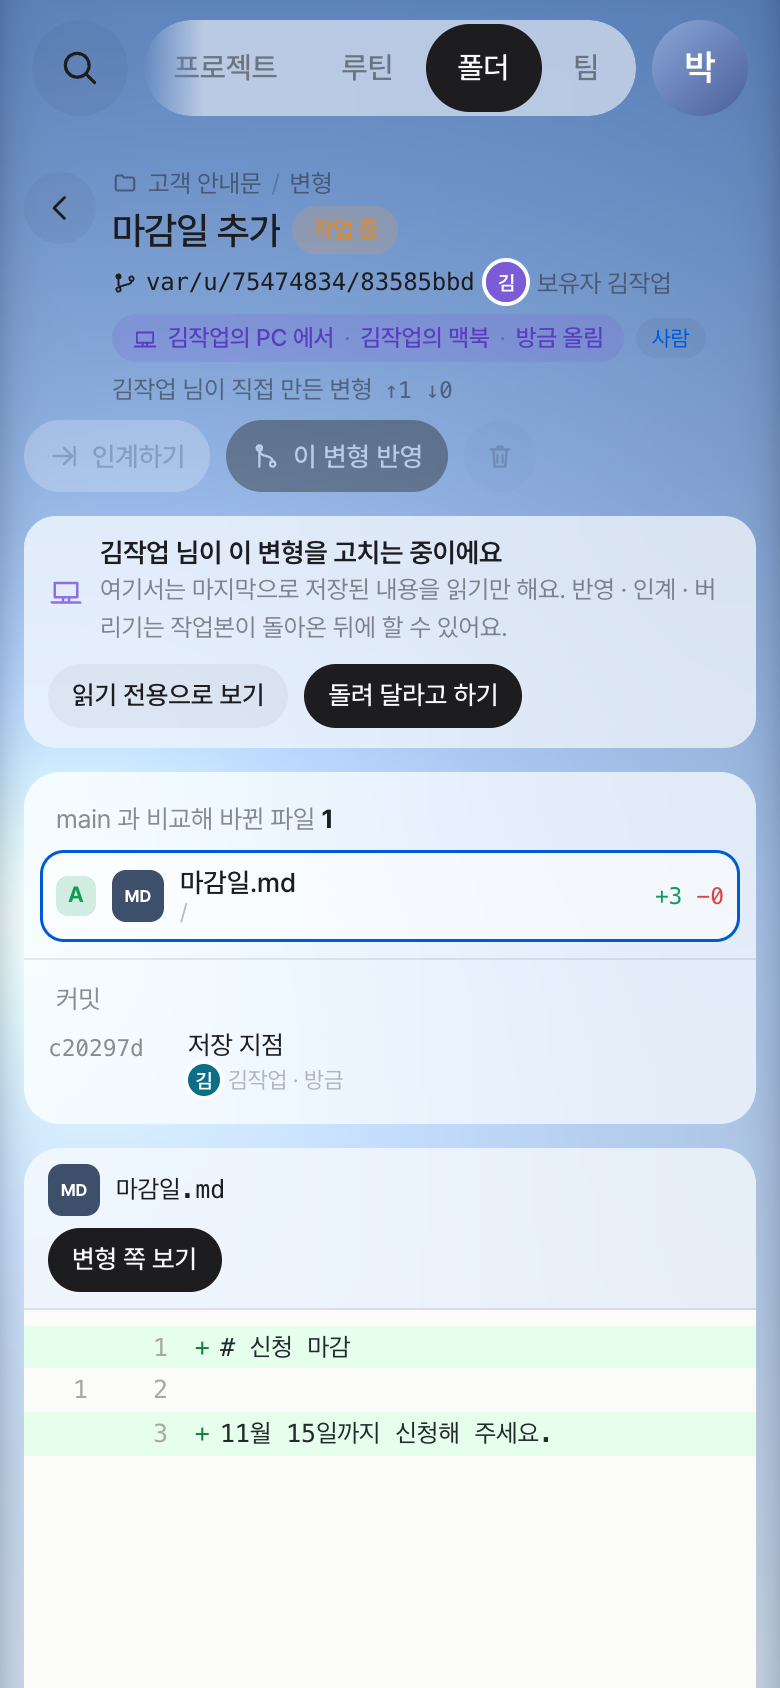 프로젝트 루틴 폴더 팀 박
고객 안내문 / 변형
마감일 추가 작업 중
var/u/75474834/83585bbd 김 보유자 김작업
김작업의 PC 에서 · 김작업의 맥북 · 방금 올림 사람
김작업 님이 직접 만든 변형 ↑1 ↓0
인계하기 이 변형 반영
김작업 님이 이 변형을 고치는 중이에요
여기서는 마지막으로 저장된 내용을 읽기만 해요. 반영 · 인계 · 버
리기는 작업본이 돌아온 뒤에 할 수 있어요.
읽기 전용으로 보기 돌려 달라고 하기
main 과 비교해 바뀐 파일 1
A MD 마감일.md +3 −0
/
커밋
c20297d 저장 지점
김 김작업 · 방금
MD 마감일.md
변형 쪽 보기
1 + # 신청 마감
1 2
3 + 11월 15일까지 신청해 주세요.